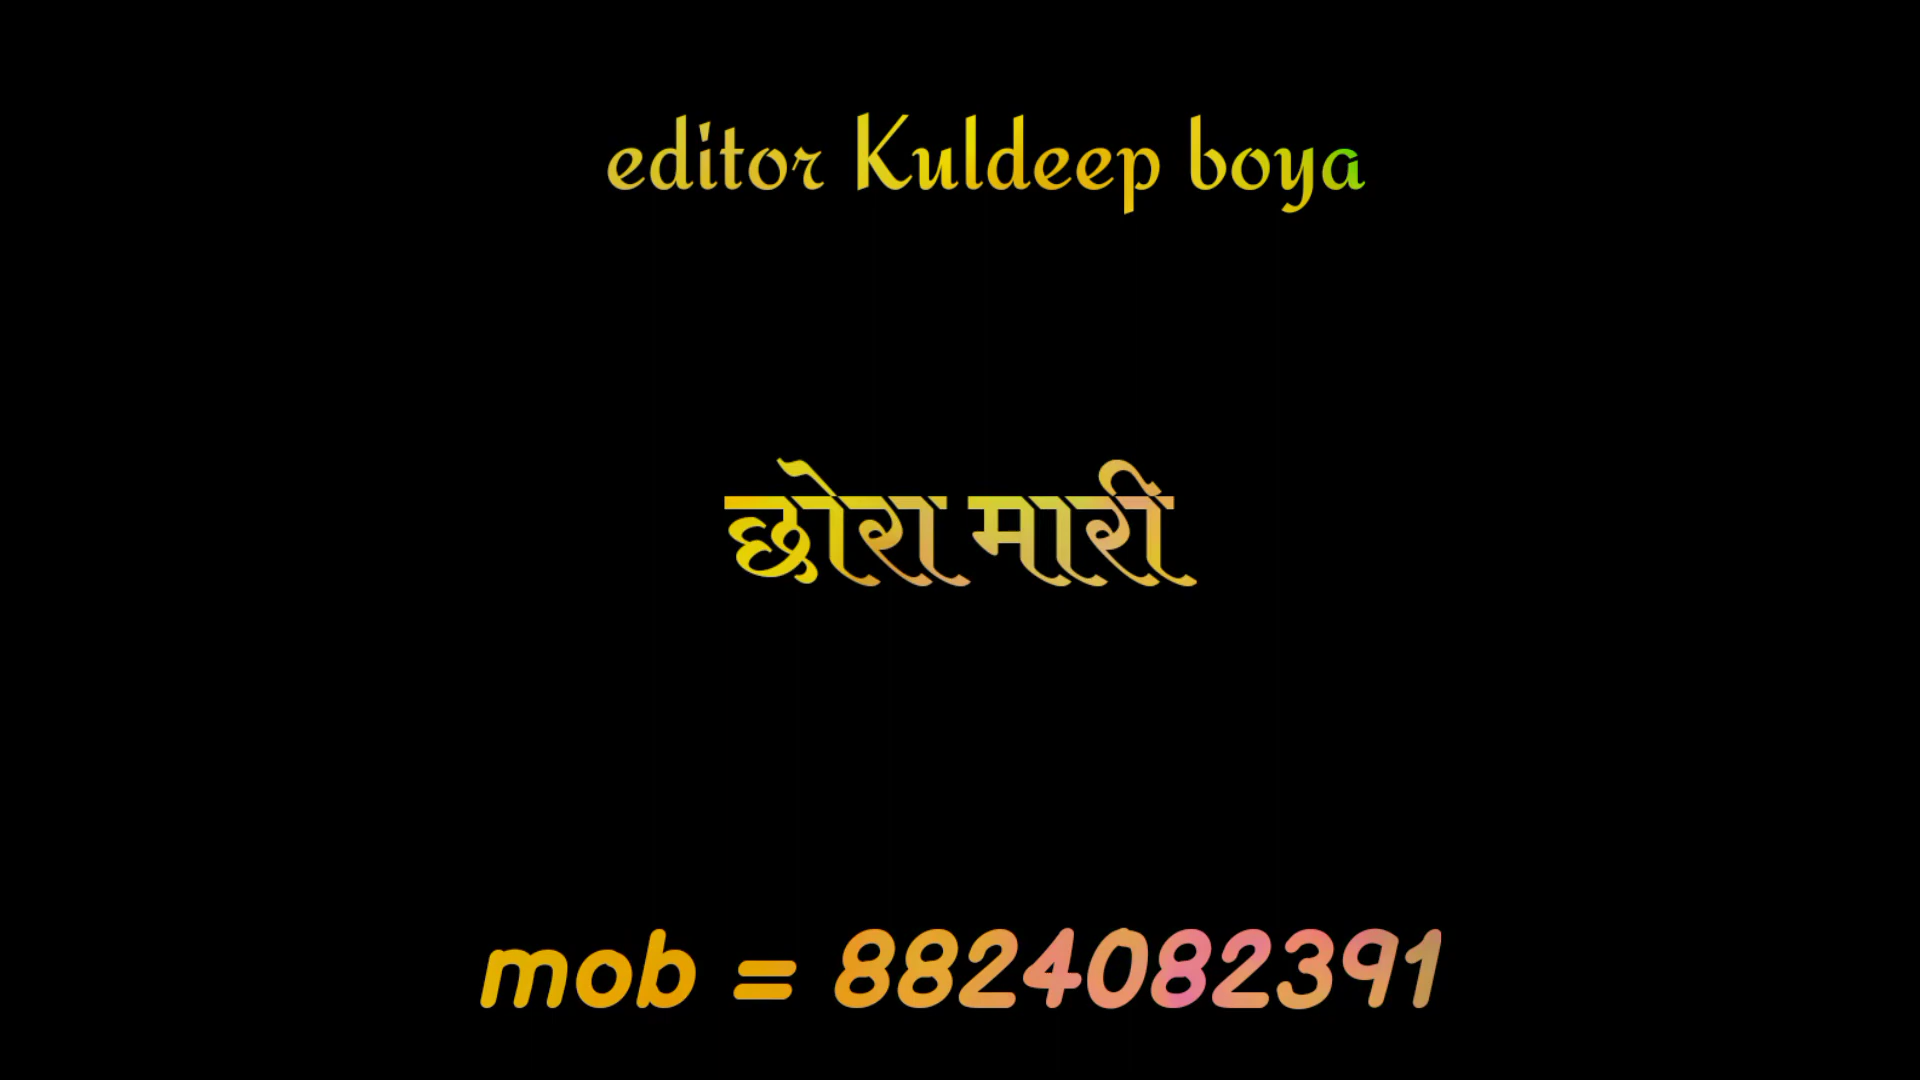 editor Kuldeep boya
छोरा मारी
mob = 8824082391